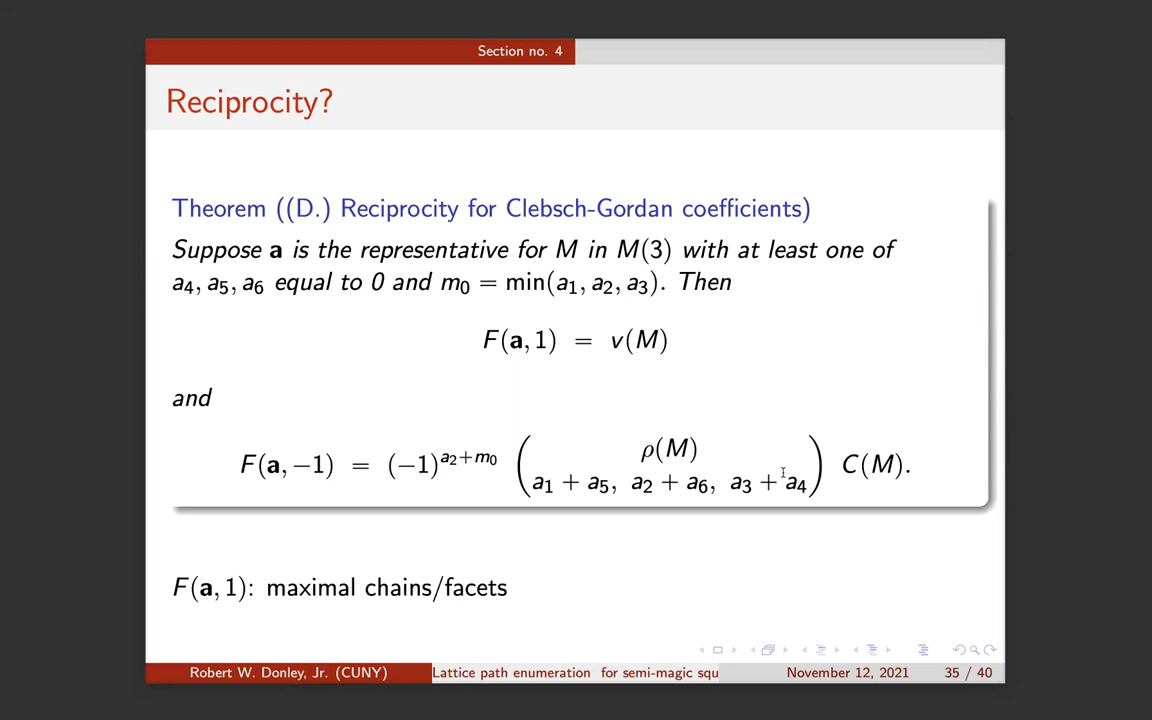 Section no. 4
Reciprocity?
Theorem ((D.) Reciprocity for Clebsch-Gordan coefficients)
Suppose a is the representative for M in M(3) with at least one of
a₄, a₅, a₆ equal to 0 and m₀ = min(a₁, a₂, a₃). Then
F(a, 1) = v(M)
and
F(a, −1) = (−1)^{a₂+m₀} \binom{ρ(M)}{a₁ + a₅, a₂ + a₆, a₃ + a₄} C(M).
F(a, 1): maximal chains/facets
Robert W. Donley, Jr. (CUNY) Lattice path enumeration for semi-magic squ November 12, 2021 35 / 40